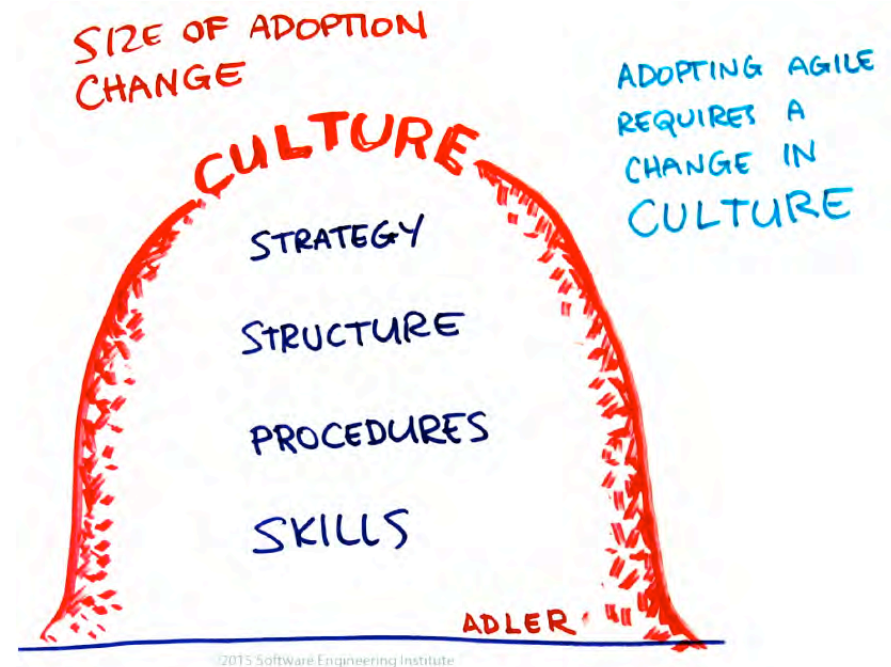 SIZE OF ADOPTION
CHANGE
ADOPTING AGILE
REQUIRES A
CHANGE IN
CULTURE
CULTURE
STRATEGY
STRUCTURE
PROCEDURES
SKILLS
ADLER
©2015 Software Engineering Institute